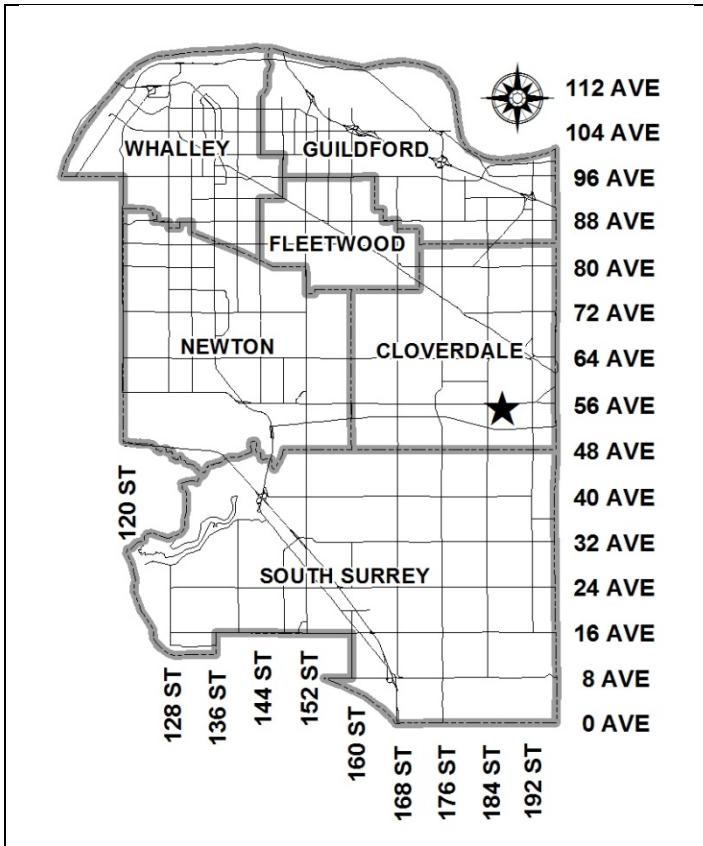 112 AVE
104 AVE
WHALLEY
GUILDFORD
96 AVE
88 AVE
FLEETWOOD
80 AVE
72 AVE
NEWTON
CLOVERDALE
64 AVE
56 AVE
48 AVE
120 ST
40 AVE
32 AVE
SOUTH SURREY
24 AVE
16 AVE
8 AVE
0 AVE
128 ST
136 ST
144 ST
152 ST
160 ST
168 ST
176 ST
184 ST
192 ST